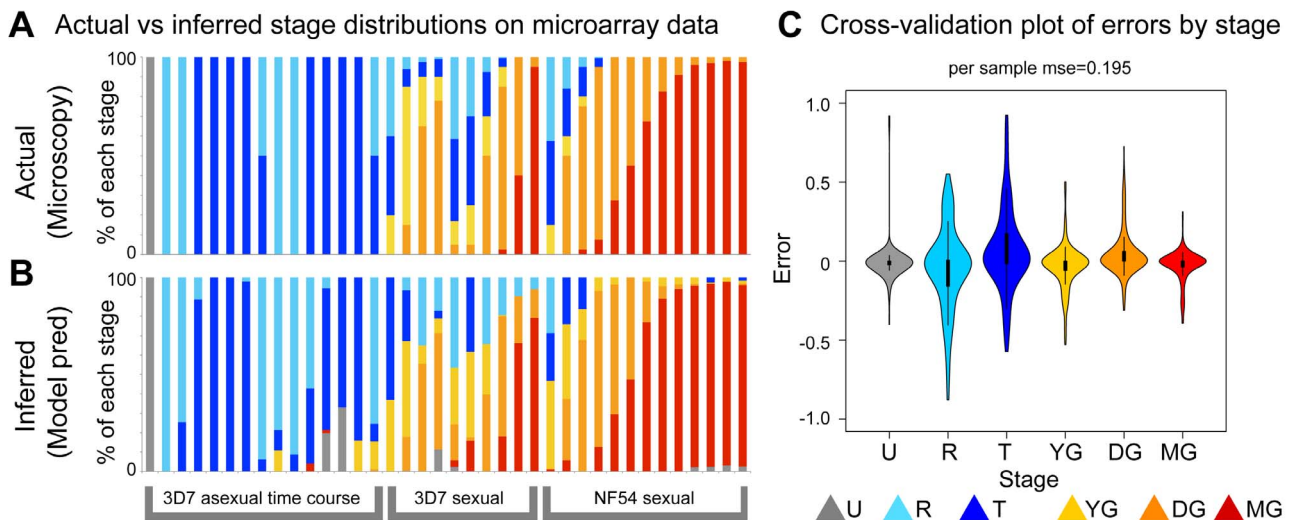 A Actual vs inferred stage distributions on microarray data
Actual
(Microscopy)
% of each stage
100
0
B
Inferred
(Model pred)
% of each stage
100
0
3D7 asexual time course
3D7 sexual
NF54 sexual
C Cross-validation plot of errors by stage
per sample mse=0.195
Error
1.0
0.5
0
-0.5
-1.0
U R T YG DG MG
Stage
U R T YG DG MG